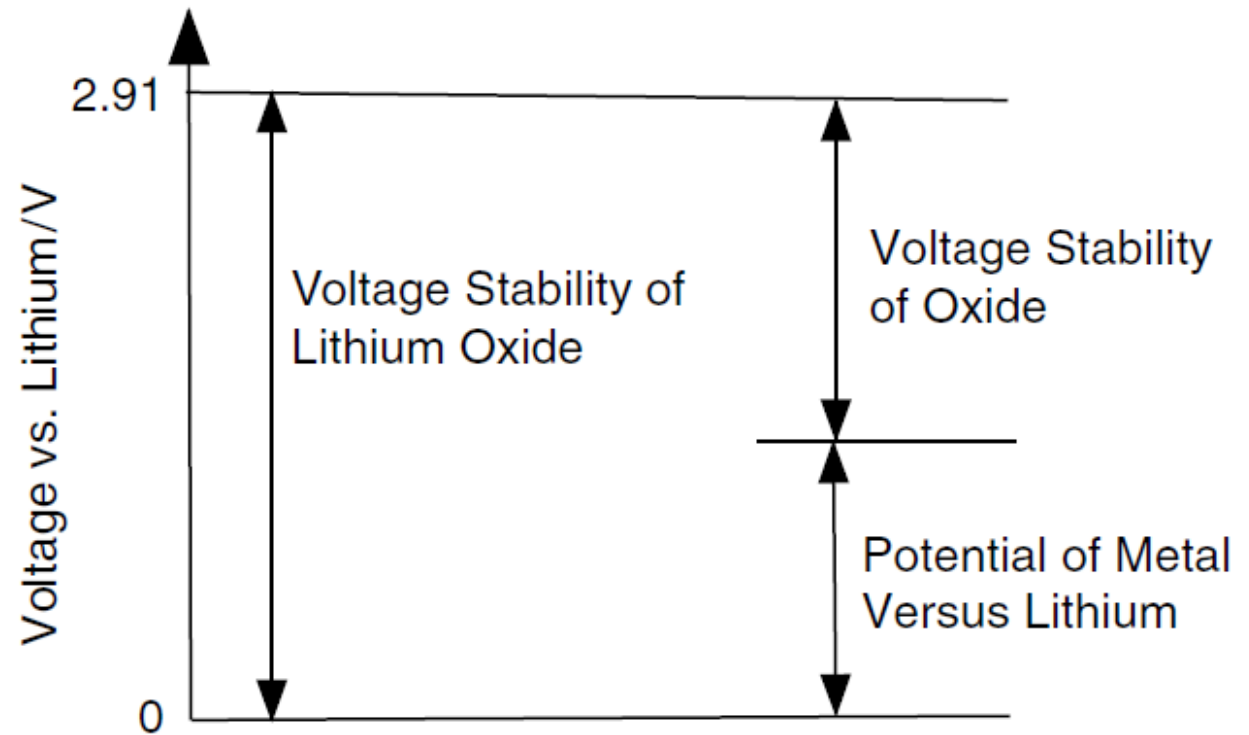 2.91
Voltage vs. Lithium/V
Voltage Stability of
Lithium Oxide
Voltage Stability
of Oxide
Potential of Metal
Versus Lithium
0